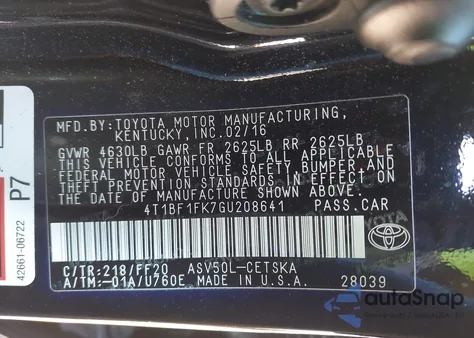 MFD.BY:TOYOTA MOTOR MANUFACTURING,
KENTUCKY,INC.02/16
GVWR 4630LB GAWR FR 2625LB RR 2625LB
THIS VEHICLE CONFORMS TO ALL APPLICABLE
FEDERAL MOTOR VEHICLE SAFETY,BUMPER,AND
THEFT PREVENTION STANDARDS IN EFFECT ON
THE DATE OF MANUFACTURE SHOWN ABOVE.
4T1BF1FK7GU208641 PASS.CAR
TOYOTA
C/TR:218/FF20 ASV50L-CETSKA
A/TM:-01A/U760E MADE IN U.S.A. 28039
42661-06722
P7
autoSnap